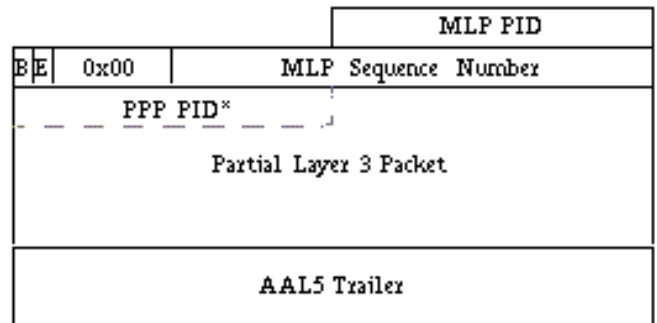 MLP PID
B E 0x00 MLP Sequence Number
PPP PID*
Partial Layer 3 Packet
AAL5 Trailer